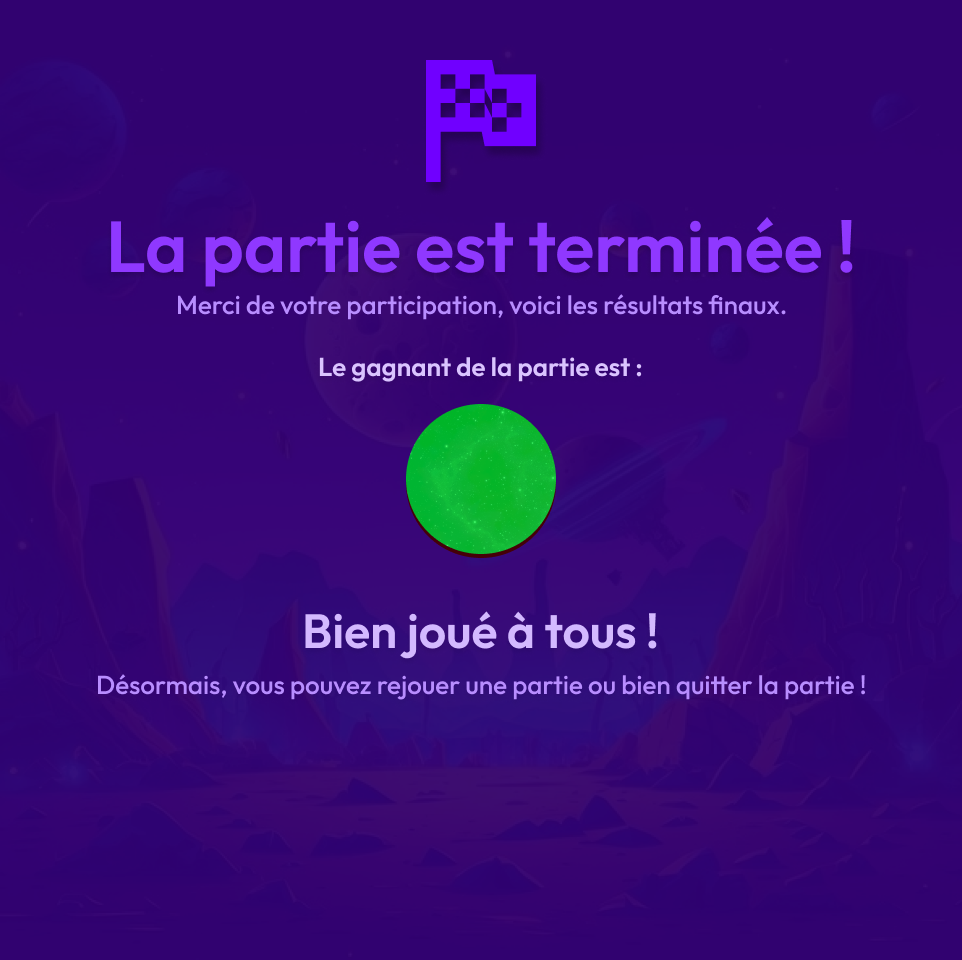 La partie est terminée !
Merci de votre participation, voici les résultats finaux.
Le gagnant de la partie est :
Bien joué à tous !
Désormais, vous pouvez rejouer une partie ou bien quitter la partie !